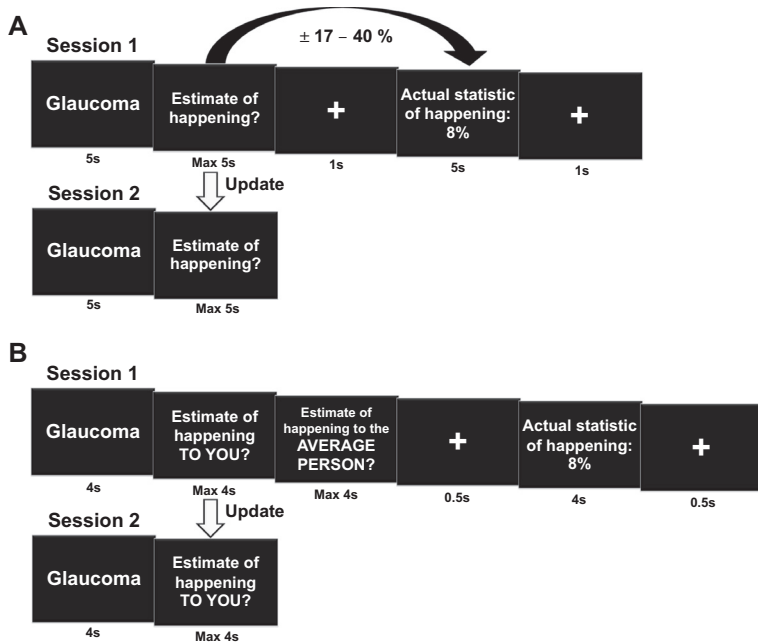 A
± 17 – 40 %
Session 1
Glaucoma
Estimate of
happening?
+
Actual statistic
of happening:
8%
+
5s
Max 5s
1s
5s
1s
Update
Session 2
Glaucoma
Estimate of
happening?
5s
Max 5s
B
Session 1
Glaucoma
Estimate of
happening
TO YOU?
Estimate of
happening to the
AVERAGE
PERSON?
+
Actual statistic
of happening:
8%
+
4s
Max 4s
Max 4s
0.5s
4s
0.5s
Update
Session 2
Glaucoma
Estimate of
happening
TO YOU?
4s
Max 4s